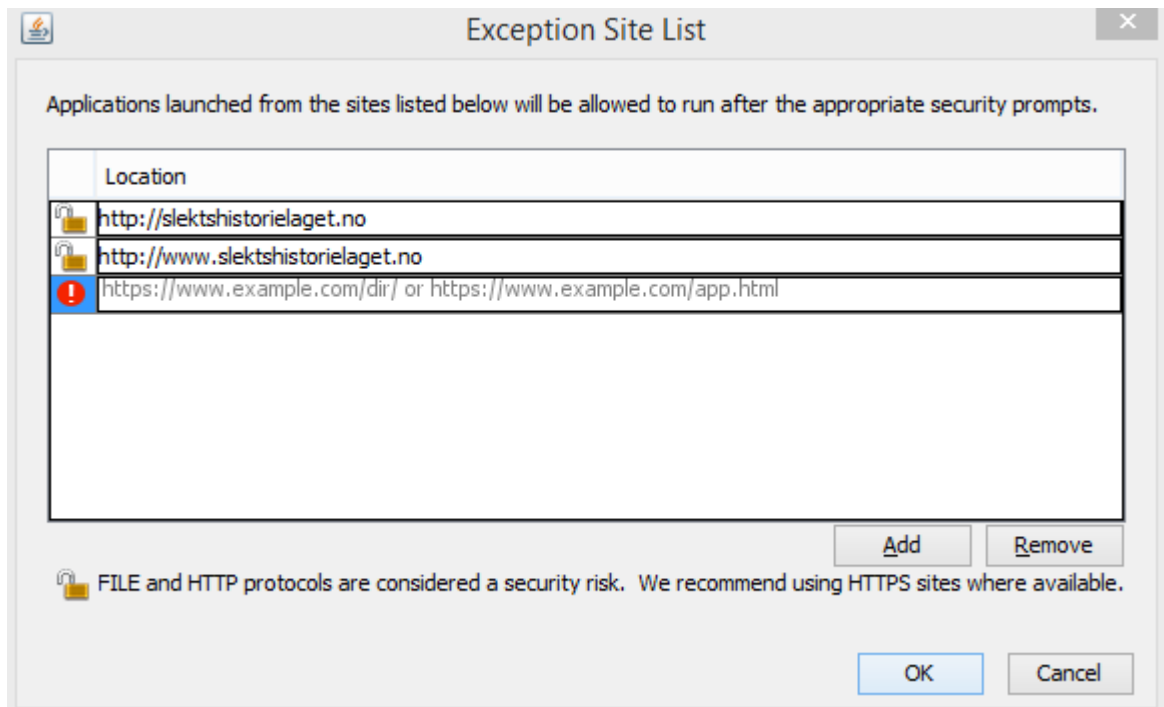 Exception Site List
Applications launched from the sites listed below will be allowed to run after the appropriate security prompts.
Location
http://slektshistorielaget.no
http://www.slektshistorielaget.no
https://www.example.com/dir/ or https://www.example.com/app.html
Add Remove
FILE and HTTP protocols are considered a security risk. We recommend using HTTPS sites where available.
OK Cancel